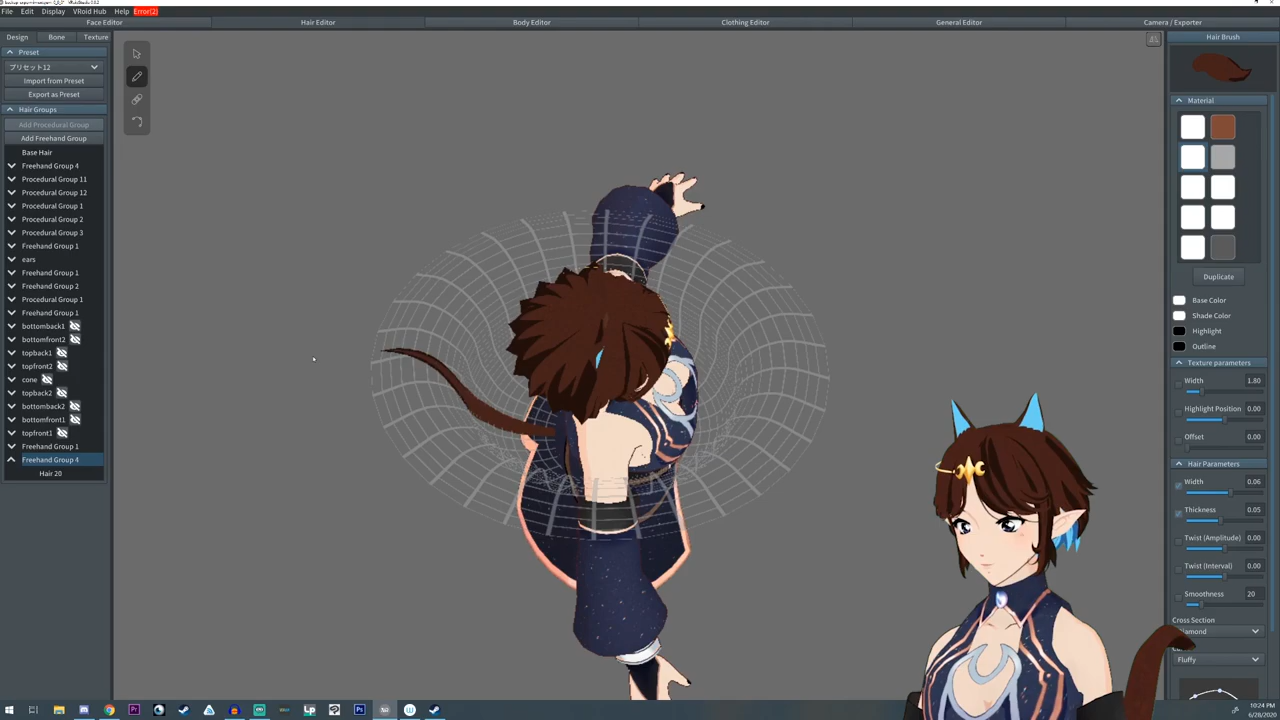 File Edit Display VRoid Hub Help Error(2)
Face Editor Hair Editor Body Editor Clothing Editor General Editor Camera / Exporter
Design Bone Texture
Preset
プリセット12
Import from Preset
Export as Preset
Hair Groups
Add Procedural Group
Add Freehand Group
Base Hair
Freehand Group 4
Procedural Group 11
Procedural Group 12
Procedural Group 1
Procedural Group 2
Procedural Group 3
Freehand Group 1
ears
Freehand Group 1
Freehand Group 2
Procedural Group 1
Freehand Group 1
bottomback1
bottomfront2
topback1
topfront2
cone
topback2
bottomback2
bottomfront1
topfront1
Freehand Group 1
Freehand Group 4
Hair 20
Hair Brush
Material
Duplicate
Base Color
Shade Color
Highlight
Outline
Texture parameters
Width 1.80
Highlight Position 0.00
Offset 0.00
Hair Parameters
Width 0.06
Thickness 0.05
Twist (Amplitude) 0.00
Twist (Interval) 0.00
Smoothness 20
Cross Section
Diamond
Fluffy
10:24 PM
6/28/2020